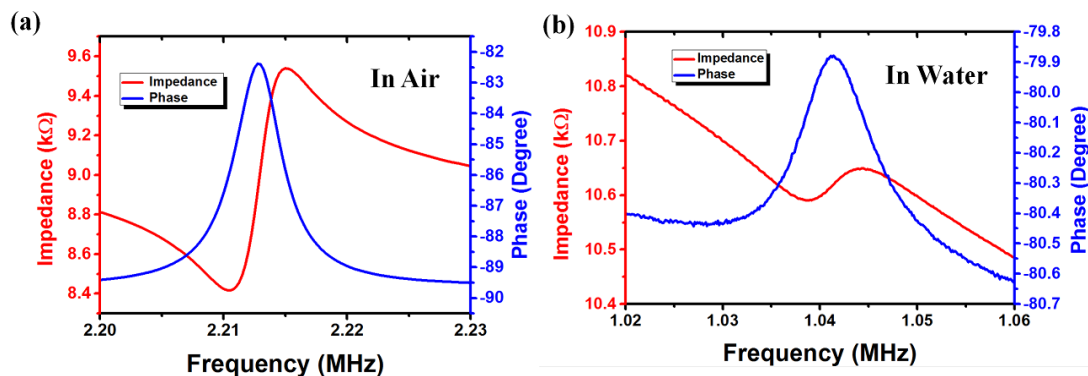 (a)
Impedance
Phase
In Air
9.6
9.4
9.2
9.0
8.8
8.6
8.4
Impedance (kΩ)
-82
-83
-85
-86
-87
-88
-89
-90
Phase (Degree)
2.20
2.21
2.22
2.23
Frequency (MHz)
(b)
Impedance
Phase
In Water
10.9
10.8
10.7
10.6
10.5
10.4
Impedance (kΩ)
-79.8
-79.9
-80.0
-80.1
-80.2
-80.3
-80.4
-80.5
-80.6
-80.7
Phase (Degree)
1.02
1.03
1.04
1.05
1.06
Frequency (MHz)